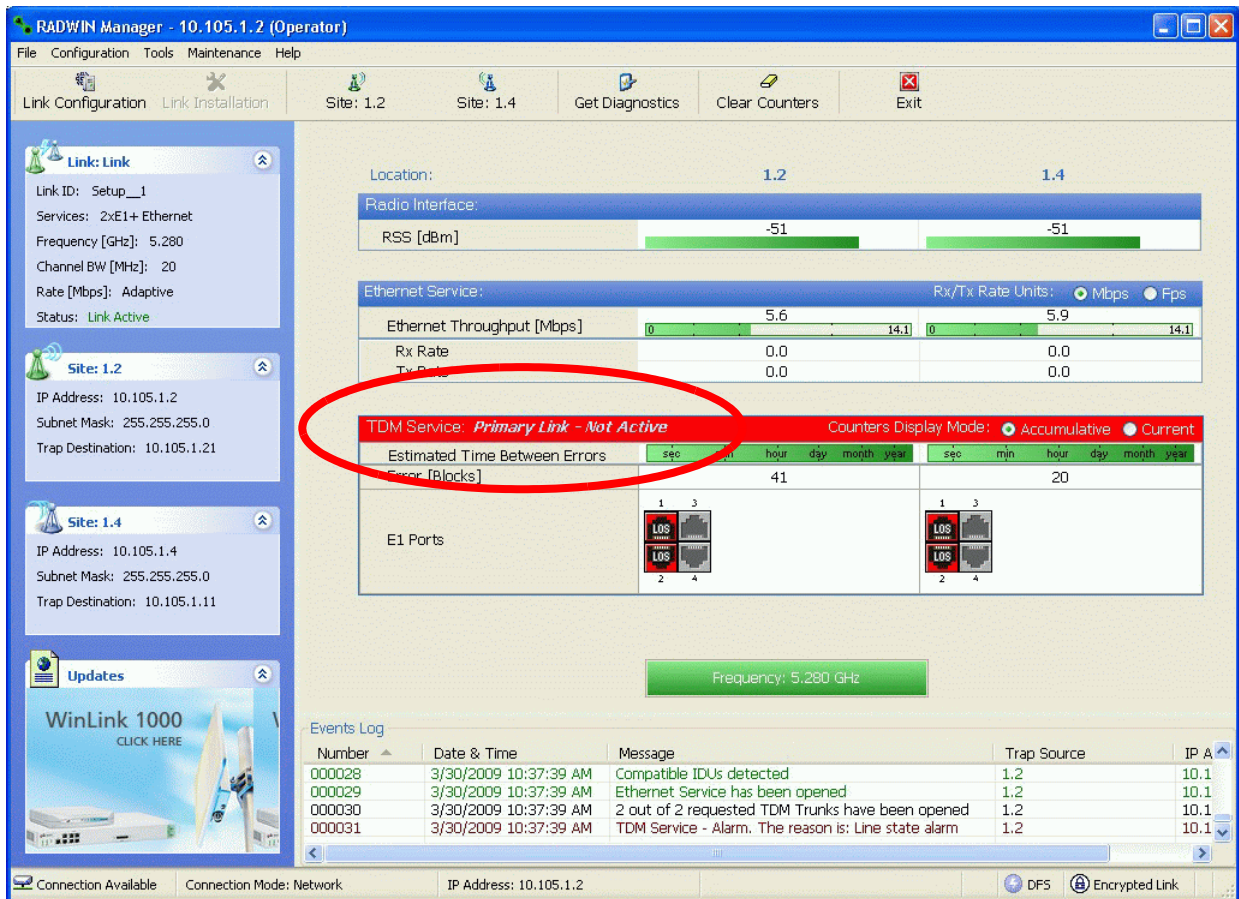 RADWIN Manager - 10.105.1.2 (Operator)
File Configuration Tools Maintenance Help
Link Configuration Link Installation Site: 1.2 Site: 1.4 Get Diagnostics Clear Counters Exit
Link: Link
Link ID: Setup__1
Services: 2xE1+ Ethernet
Frequency [GHz]: 5.280
Channel BW [MHz]: 20
Rate [Mbps]: Adaptive
Status: Link Active
Site: 1.2
IP Address: 10.105.1.2
Subnet Mask: 255.255.255.0
Trap Destination: 10.105.1.21
Site: 1.4
IP Address: 10.105.1.4
Subnet Mask: 255.255.255.0
Trap Destination: 10.105.1.11
Updates
WinLink 1000
CLICK HERE
Location: 1.2 1.4
Radio Interface:
RSS [dBm] -51 -51
Ethernet Service: Rx/Tx Rate Units: Mbps Fps
Ethernet Throughput [Mbps] 5.6 5.9
0 14.1 0 14.1
Rx Rate 0.0 0.0
Tx Rate 0.0 0.0
TDM Service: Primary Link - Not Active Counters Display Mode: Accumulative Current
Estimated Time Between Errors sec min hour day month year sec min hour day month year
Error [Blocks] 41 20
E1 Ports
1 3 1 3
LOS LOS
LOS LOS
2 4 2 4
Frequency: 5.280 GHz
Events Log
Number Date & Time Message Trap Source IP A
000028 3/30/2009 10:37:39 AM Compatible IDUs detected 1.2 10.1
000029 3/30/2009 10:37:39 AM Ethernet Service has been opened 1.2 10.1
000030 3/30/2009 10:37:39 AM 2 out of 2 requested TDM Trunks have been opened 1.2 10.1
000031 3/30/2009 10:37:39 AM TDM Service - Alarm. The reason is: Line state alarm 1.2 10.1
Connection Available Connection Mode: Network IP Address: 10.105.1.2 DFS Encrypted Link